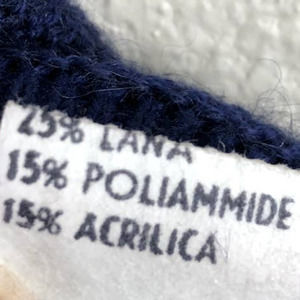 25% LANA
15% POLIAMMIDE
15% ACRILICA